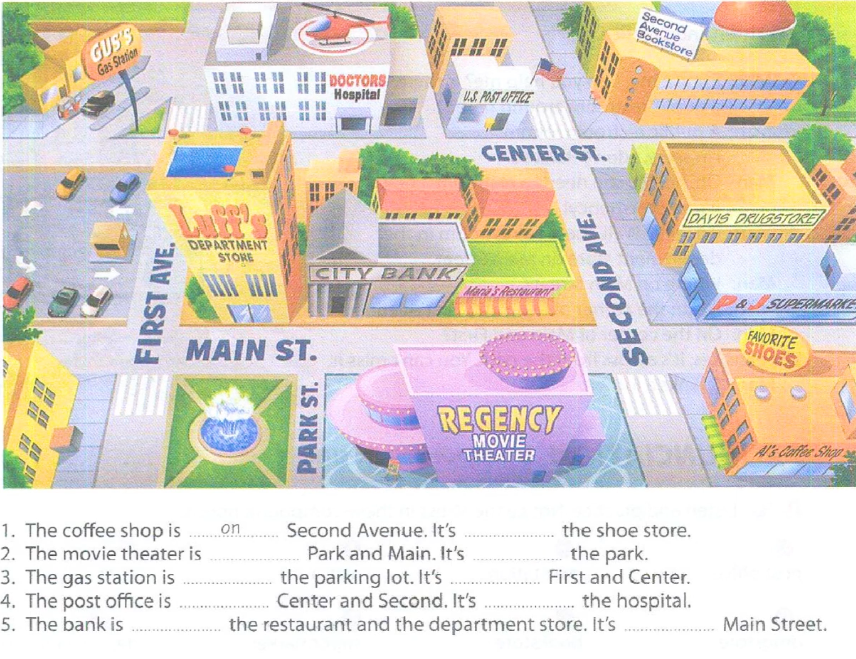 GUS'S
Gas Station
DOCTORS
Hospital
U.S. POST OFFICE
Second
Avenue
Bookstore
CENTER ST.
Luff's
DEPARTMENT
STORE
CITY BANK
Maria's Restaurant
DAVIS DRUGSTORE
P & J SUPERMARKE
FIRST AVE.
SECOND AVE.
MAIN ST.
PARK ST.
REGENCY
MOVIE
THEATER
FAVORITE
SHOES
Al's Coffee Shop
1. The coffee shop is ....on.... Second Avenue. It's .................... the shoe store.
2. The movie theater is .................... Park and Main. It's .................... the park.
3. The gas station is .................... the parking lot. It's .................... First and Center.
4. The post office is .................... Center and Second. It's .................... the hospital.
5. The bank is .................... the restaurant and the department store. It's .................... Main Street.